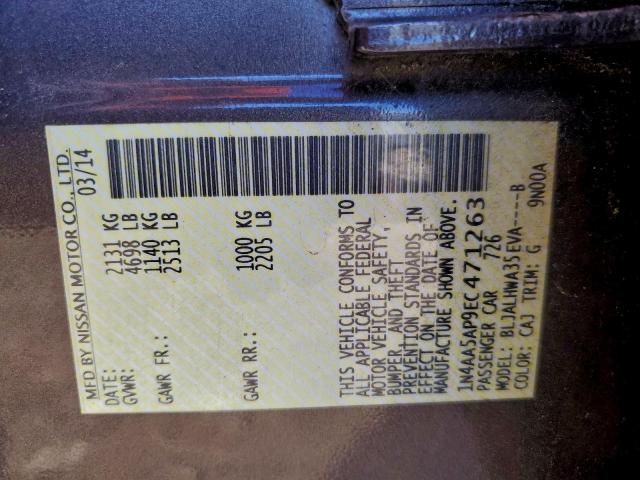 MFD BY NISSAN MOTOR CO., LTD.
DATE: 03/14
GVWR: 2131 KG
4698 LB
GAWR FR.: 1140 KG
2513 LB
GAWR RR.: 1000 KG
2205 LB
THIS VEHICLE CONFORMS TO
ALL APPLICABLE FEDERAL
MOTOR VEHICLE SAFETY,
BUMPER, AND THEFT
PREVENTION STANDARDS IN
EFFECT ON THE DATE OF
MANUFACTURE SHOWN ABOVE.
1N4AA5AP9EC471263
PASSENGER CAR 726
MODEL: BLJALHWA35EVA----B
COLOR: CAJ TRIM: G 9N00A